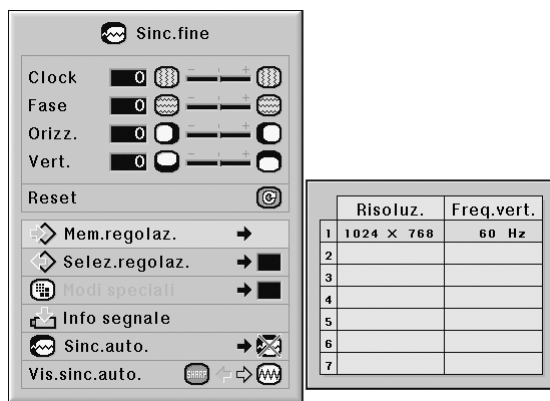 Sinc.fine
Clock 0 - +
Fase 0 - +
Orizz. 0 - +
Vert. 0 - +
Reset
Mem.regolaz.
Selez.regolaz.
Modi speciali
Info segnale
Sinc.auto.
Vis.sinc.auto. SHARP
Risoluz. Freq.vert.
1 1024 × 768 60 Hz
2
3
4
5
6
7